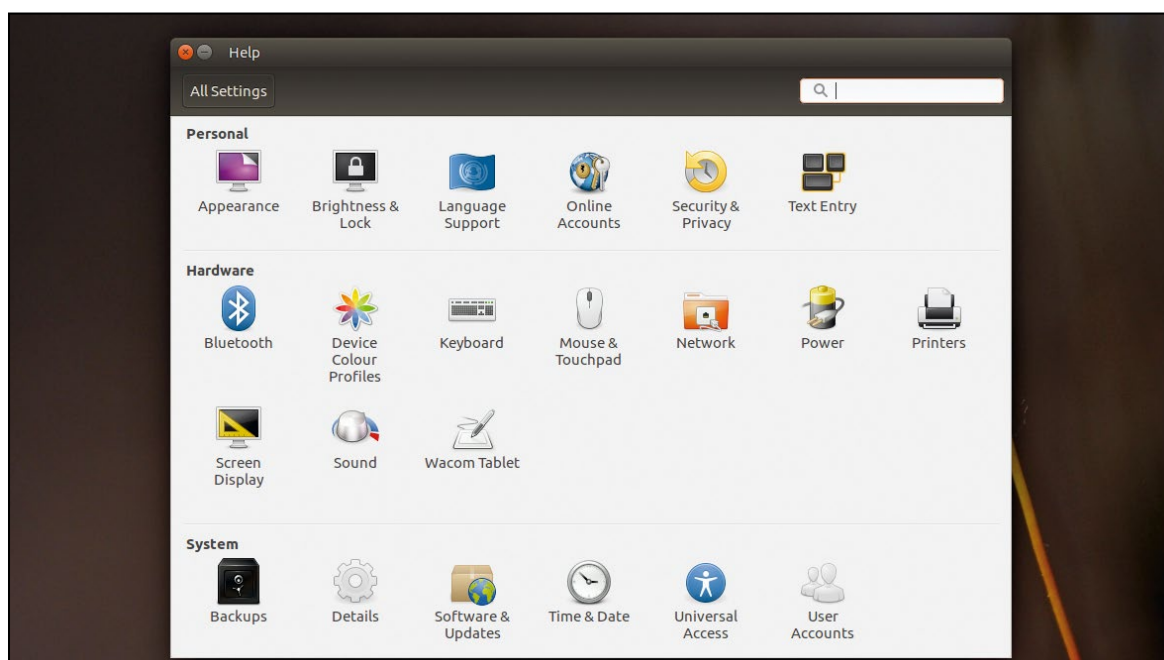 Help
All Settings
Personal
Appearance
Brightness &
Lock
Language
Support
Online
Accounts
Security &
Privacy
Text Entry
Hardware
Bluetooth
Device
Colour
Profiles
Keyboard
Mouse &
Touchpad
Network
Power
Printers
Screen
Display
Sound
Wacom Tablet
System
Backups
Details
Software &
Updates
Time & Date
Universal
Access
User
Accounts